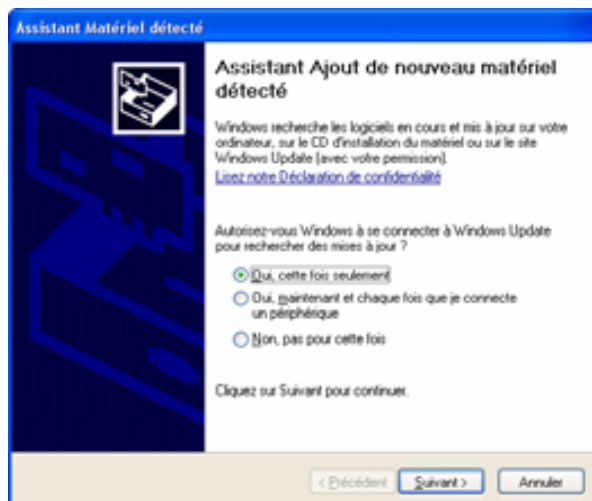 Assistant Matériel détecté
Assistant Ajout de nouveau matériel
détecté
Windows recherche les logiciels en cours et mis à jour sur votre
ordinateur, sur le CD d'installation du matériel ou sur le site
Windows Update (avec votre permission).
Lisez notre Déclaration de confidentialité
Autorisez-vous Windows à se connecter à Windows Update
pour rechercher des mises à jour ?
Oui, cette fois seulement
Oui, maintenant et chaque fois que je connecte
un périphérique
Non, pas pour cette fois
Cliquez sur Suivant pour continuer.
< Précédent Suivant > Annuler